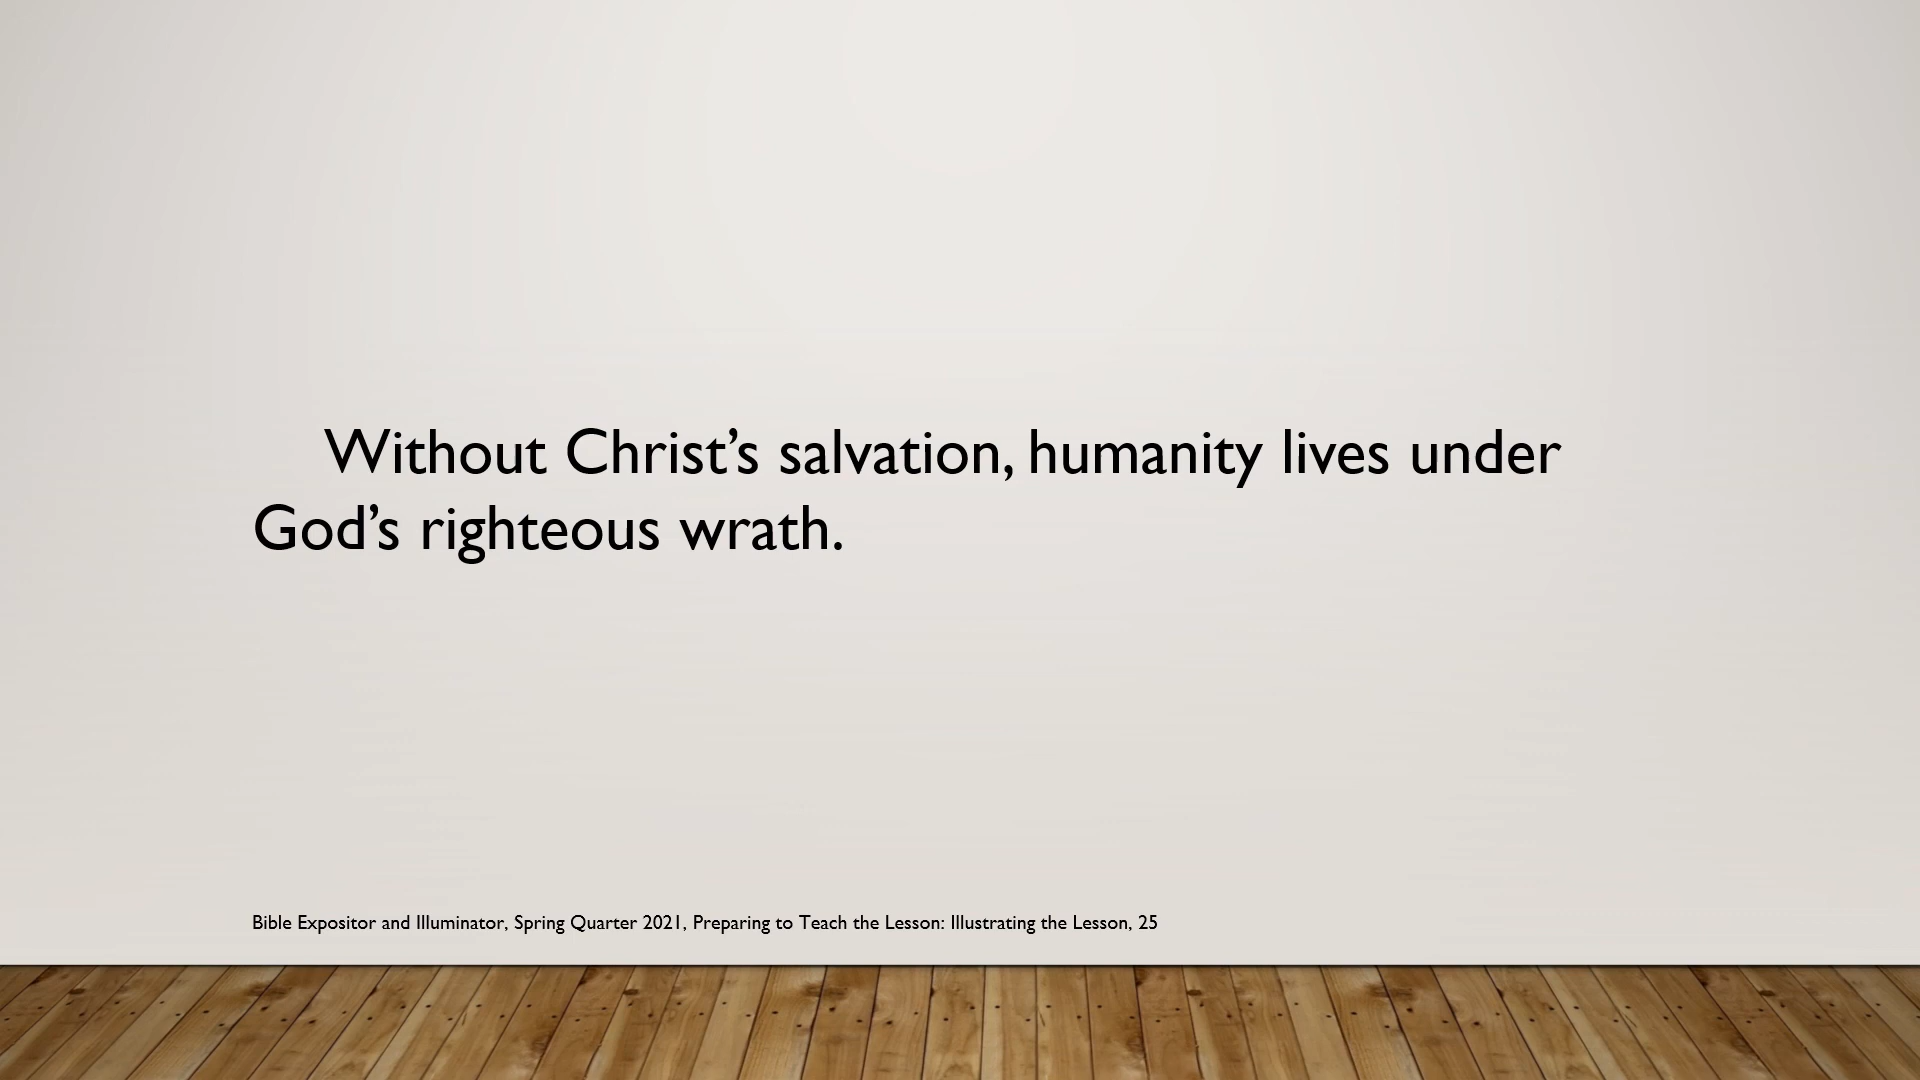 Without Christ’s salvation, humanity lives under
God’s righteous wrath.
Bible Expositor and Illuminator, Spring Quarter 2021, Preparing to Teach the Lesson: Illustrating the Lesson, 25